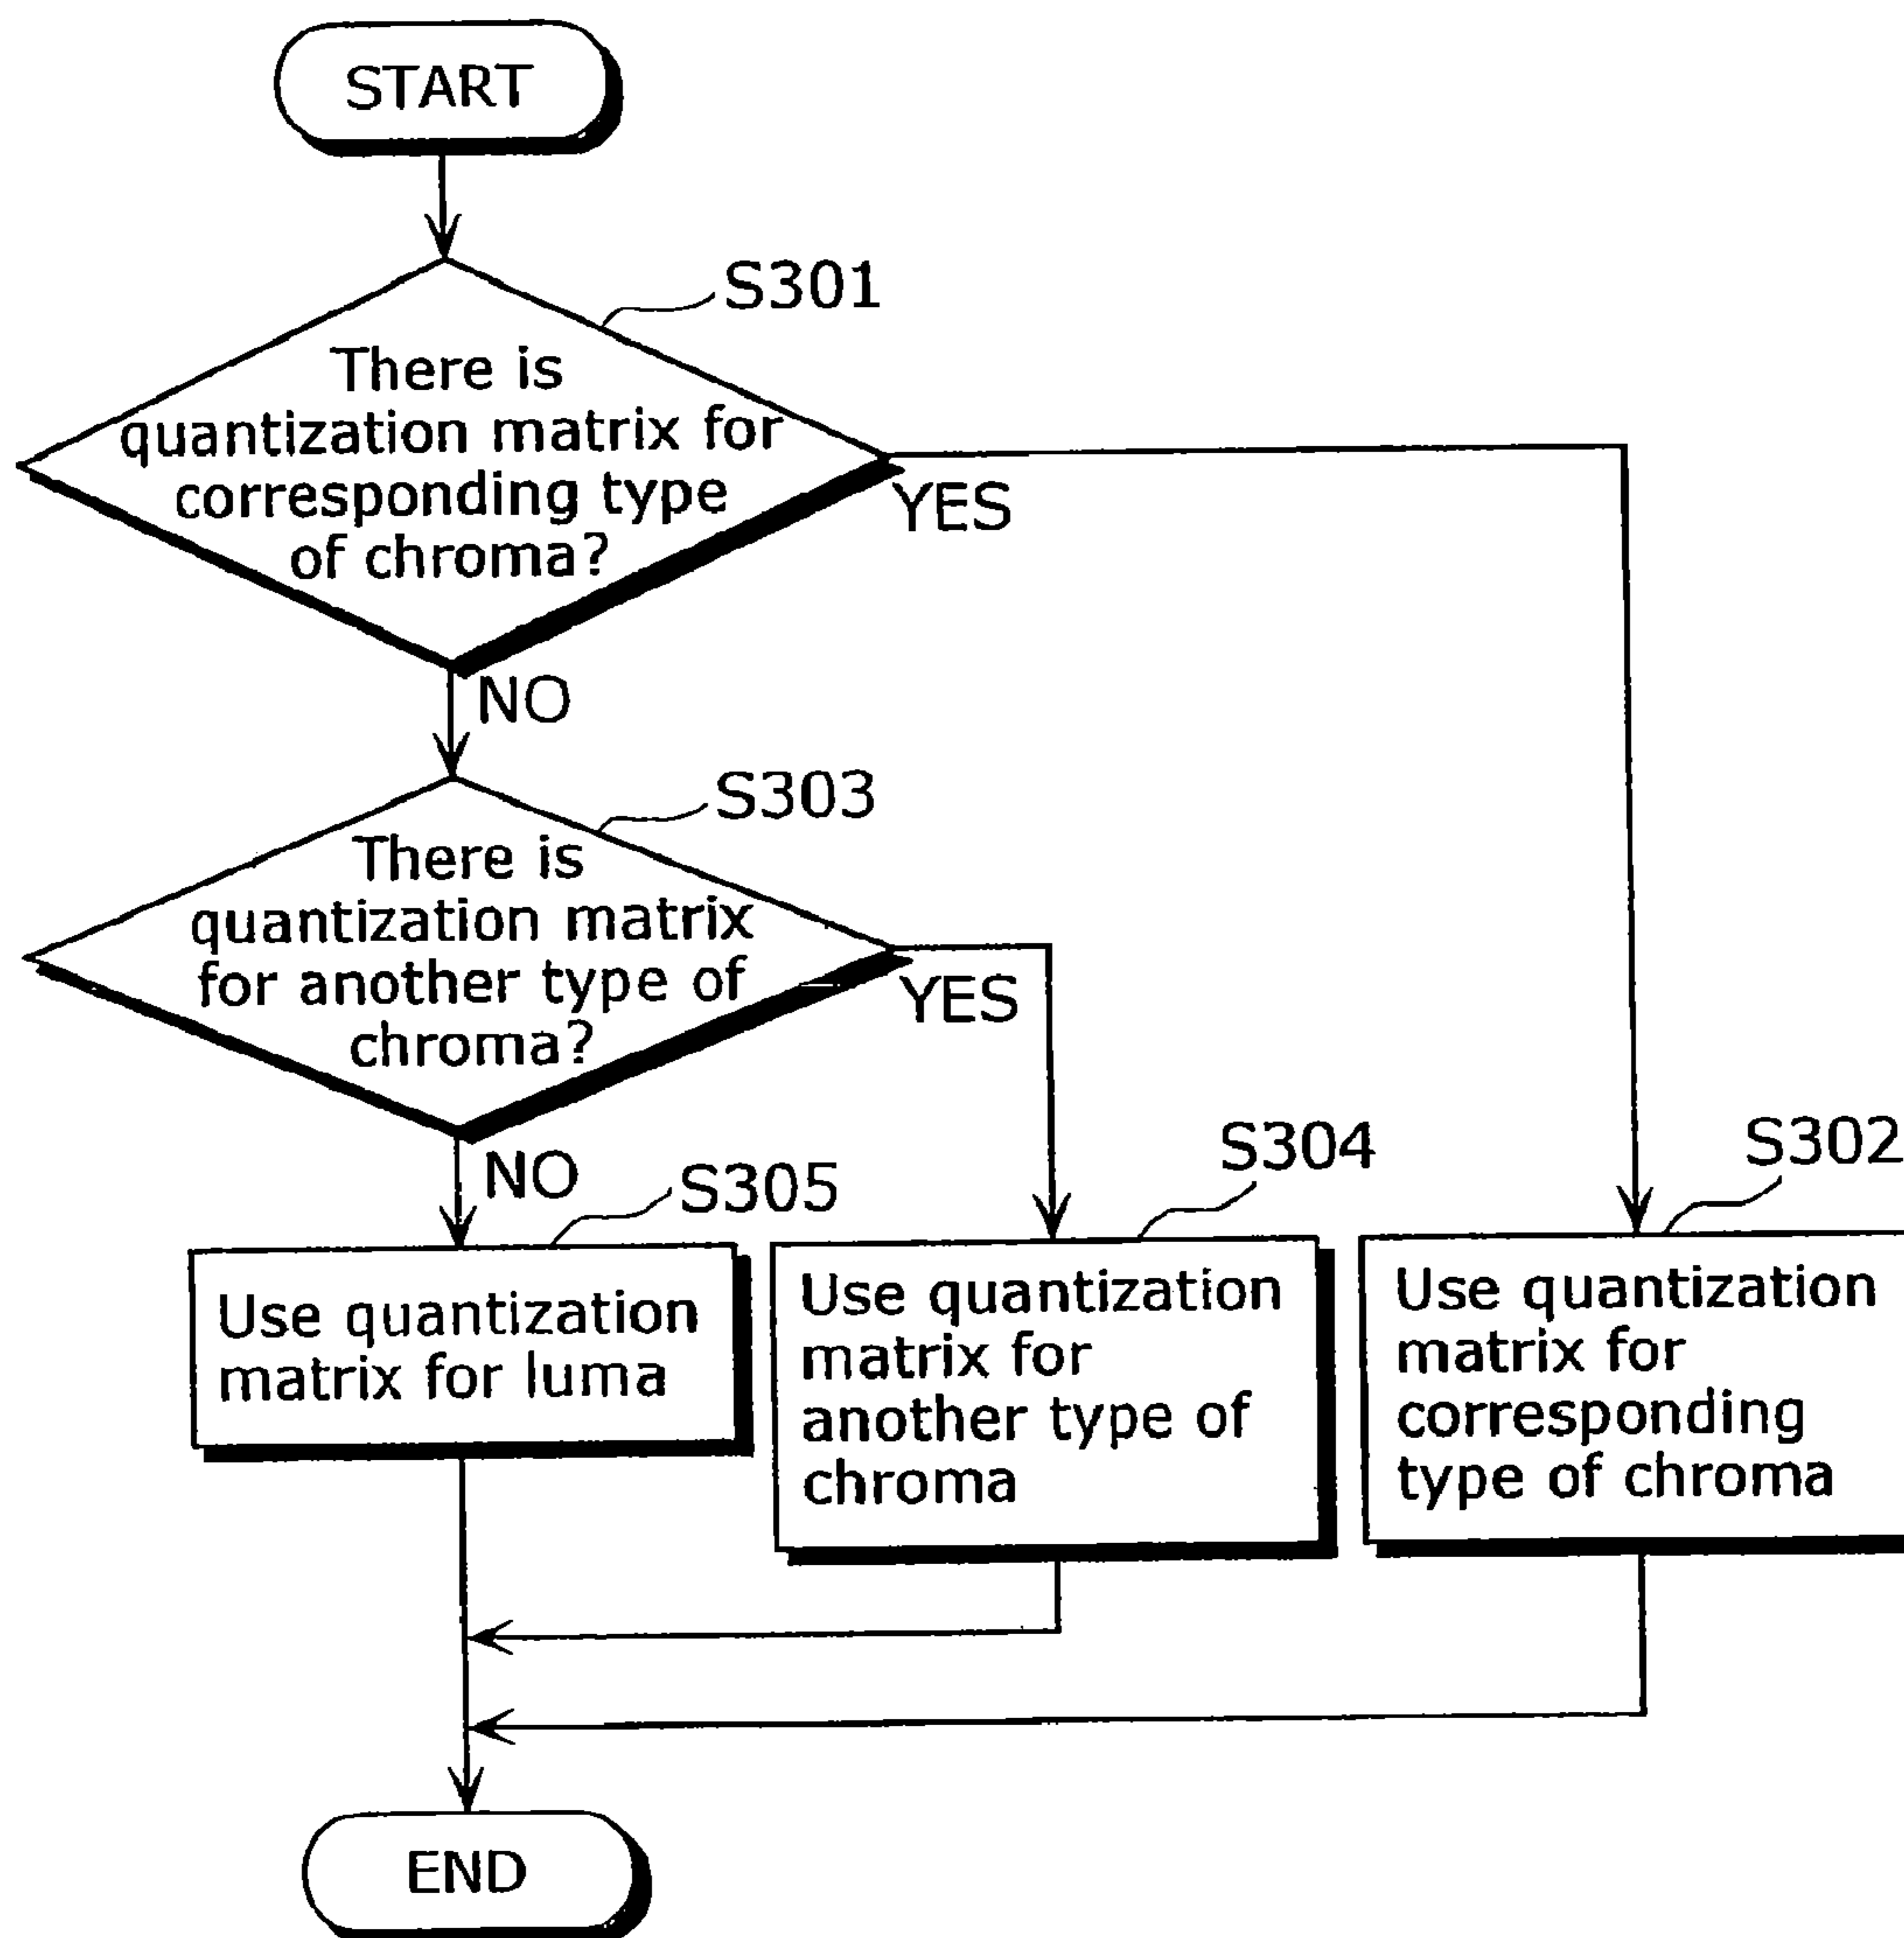 START
S301
There is
quantization matrix for
corresponding type
of chroma?
YES
NO
S303
There is
quantization matrix
for another type of
chroma?
YES
NO
S305
S304
S302
Use quantization
matrix for luma
Use quantization
matrix for
another type of
chroma
Use quantization
matrix for
corresponding
type of chroma
END